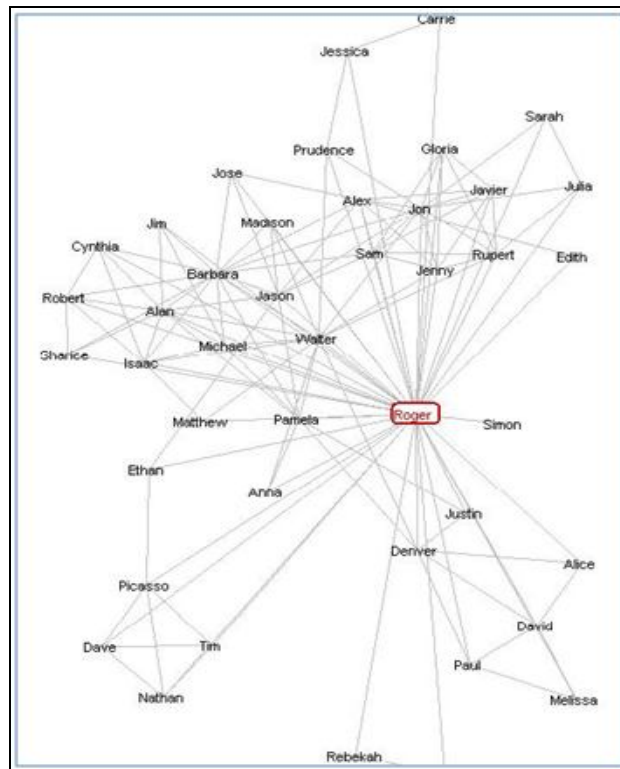 Carrie
Jessica
Sarah
Prudence
Gloria
Jose
Javier
Julia
Alex
Jon
Jim
Madison
Cynthia
Sam
Rupert
Edith
Barbara
Jenny
Robert
Jason
Alan
Walter
Michael
Sharice
Isaac
Roger
Matthew
Pamela
Simon
Ethan
Anna
Justin
Denver
Alice
Picasso
David
Dave
Tim
Paul
Nathan
Melissa
Rebekah